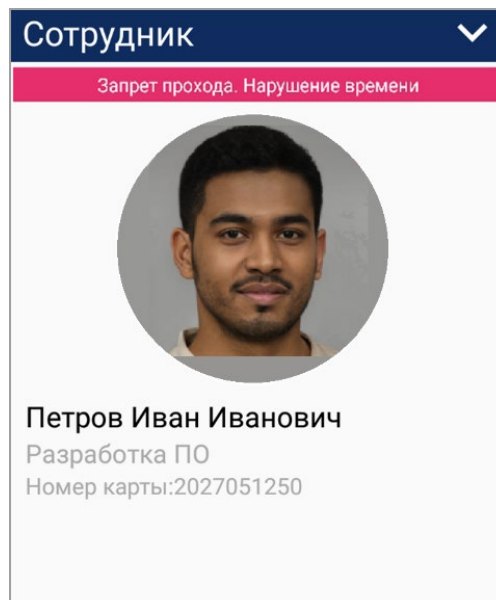 Сотрудник
Запрет прохода. Нарушение времени
Петров Иван Иванович
Разработка ПО
Номер карты:2027051250